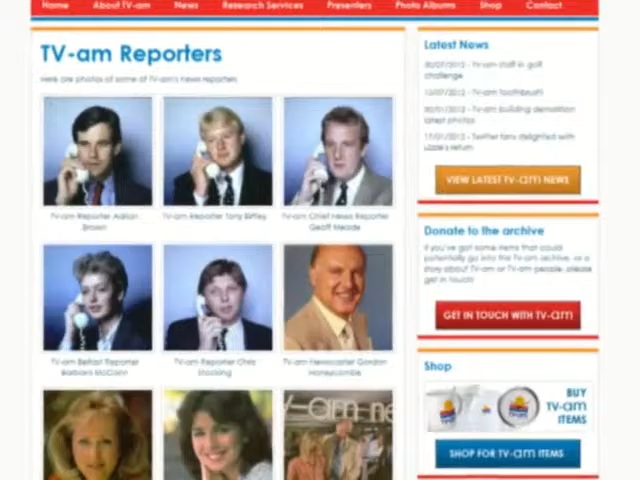 Home About TV-am News Research Services Presenters Photo Albums Shop Contact
TV-am Reporters
Here are photos of some of TV-am's news reporters
TV-am Reporter Adrian
Brown
TV-am Reporter Tony Birtley
TV-am Chief News Reporter
Geoff Meade
TV-am Belfast Reporter
Barbara McCann
TV-am Reporter Chris
Shocking
TV-am Newscaster Gordon
Honeycombe
Latest News
TV-am staff in golf
challenge
TV-am toothbrush!
TV-am building demolition
latest photos
Twitter fans delighted with
Lizzie's return
VIEW LATEST TV-am NEWS
Donate to the archive
If you've got some items that could
potentially go into the TV-am archive, or a
story about TV-am or TV-am people, please
get in touch!
GET IN TOUCH WITH TV-am
Shop
BUY
TV-am
ITEMS
SHOP FOR TV-am ITEMS